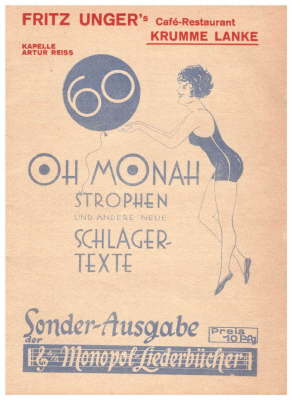 FRITZ UNGER's Café-Restaurant
KRUMME LANKE
KAPELLE
ARTUR REISS
60
OH MONAH
STROPHEN
UND ANDERE NEUE
SCHLAGER-
TEXTE
Sonder-Ausgabe
der
Monopol-Liederbücher
Preis
10 Pfg